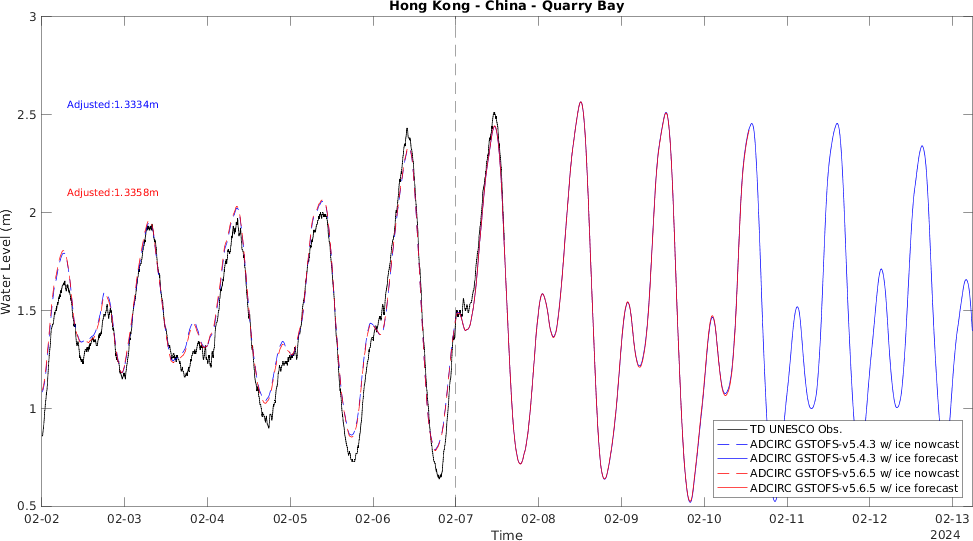 Hong Kong - China - Quarry Bay
3
2.5
2
1.5
1
0.5
Water Level (m)
Adjusted:1.3334m
Adjusted:1.3358m
TD UNESCO Obs.
ADCIRC GSTOFS-v5.4.3 w/ ice nowcast
ADCIRC GSTOFS-v5.4.3 w/ ice forecast
ADCIRC GSTOFS-v5.6.5 w/ ice nowcast
ADCIRC GSTOFS-v5.6.5 w/ ice forecast
02-02 02-03 02-04 02-05 02-06 02-07 02-08 02-09 02-10 02-11 02-12 02-13
Time 2024